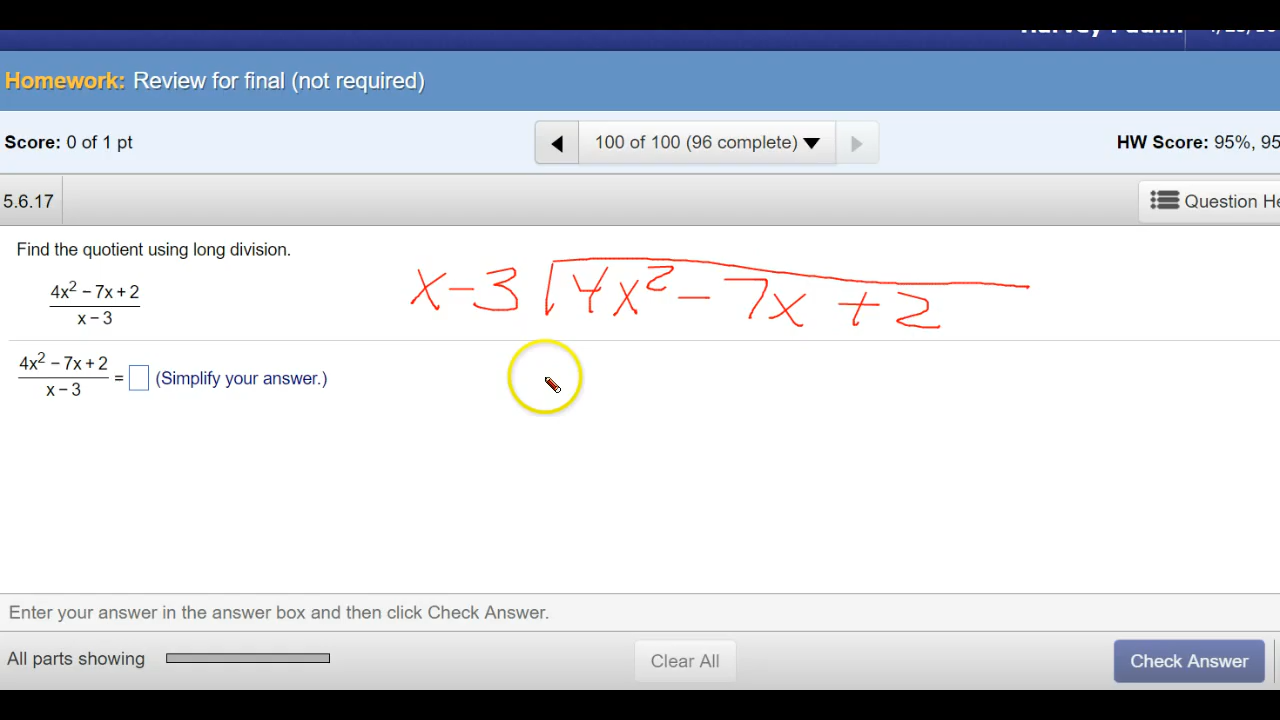 Homework: Review for final (not required)
Score: 0 of 1 pt
100 of 100 (96 complete)
HW Score: 95%, 95
5.6.17
Question He
Find the quotient using long division.
4x² − 7x + 2
x − 3
x − 3 4x² − 7x + 2
4x² − 7x + 2
x − 3
= (Simplify your answer.)
Enter your answer in the answer box and then click Check Answer.
All parts showing
Clear All
Check Answer